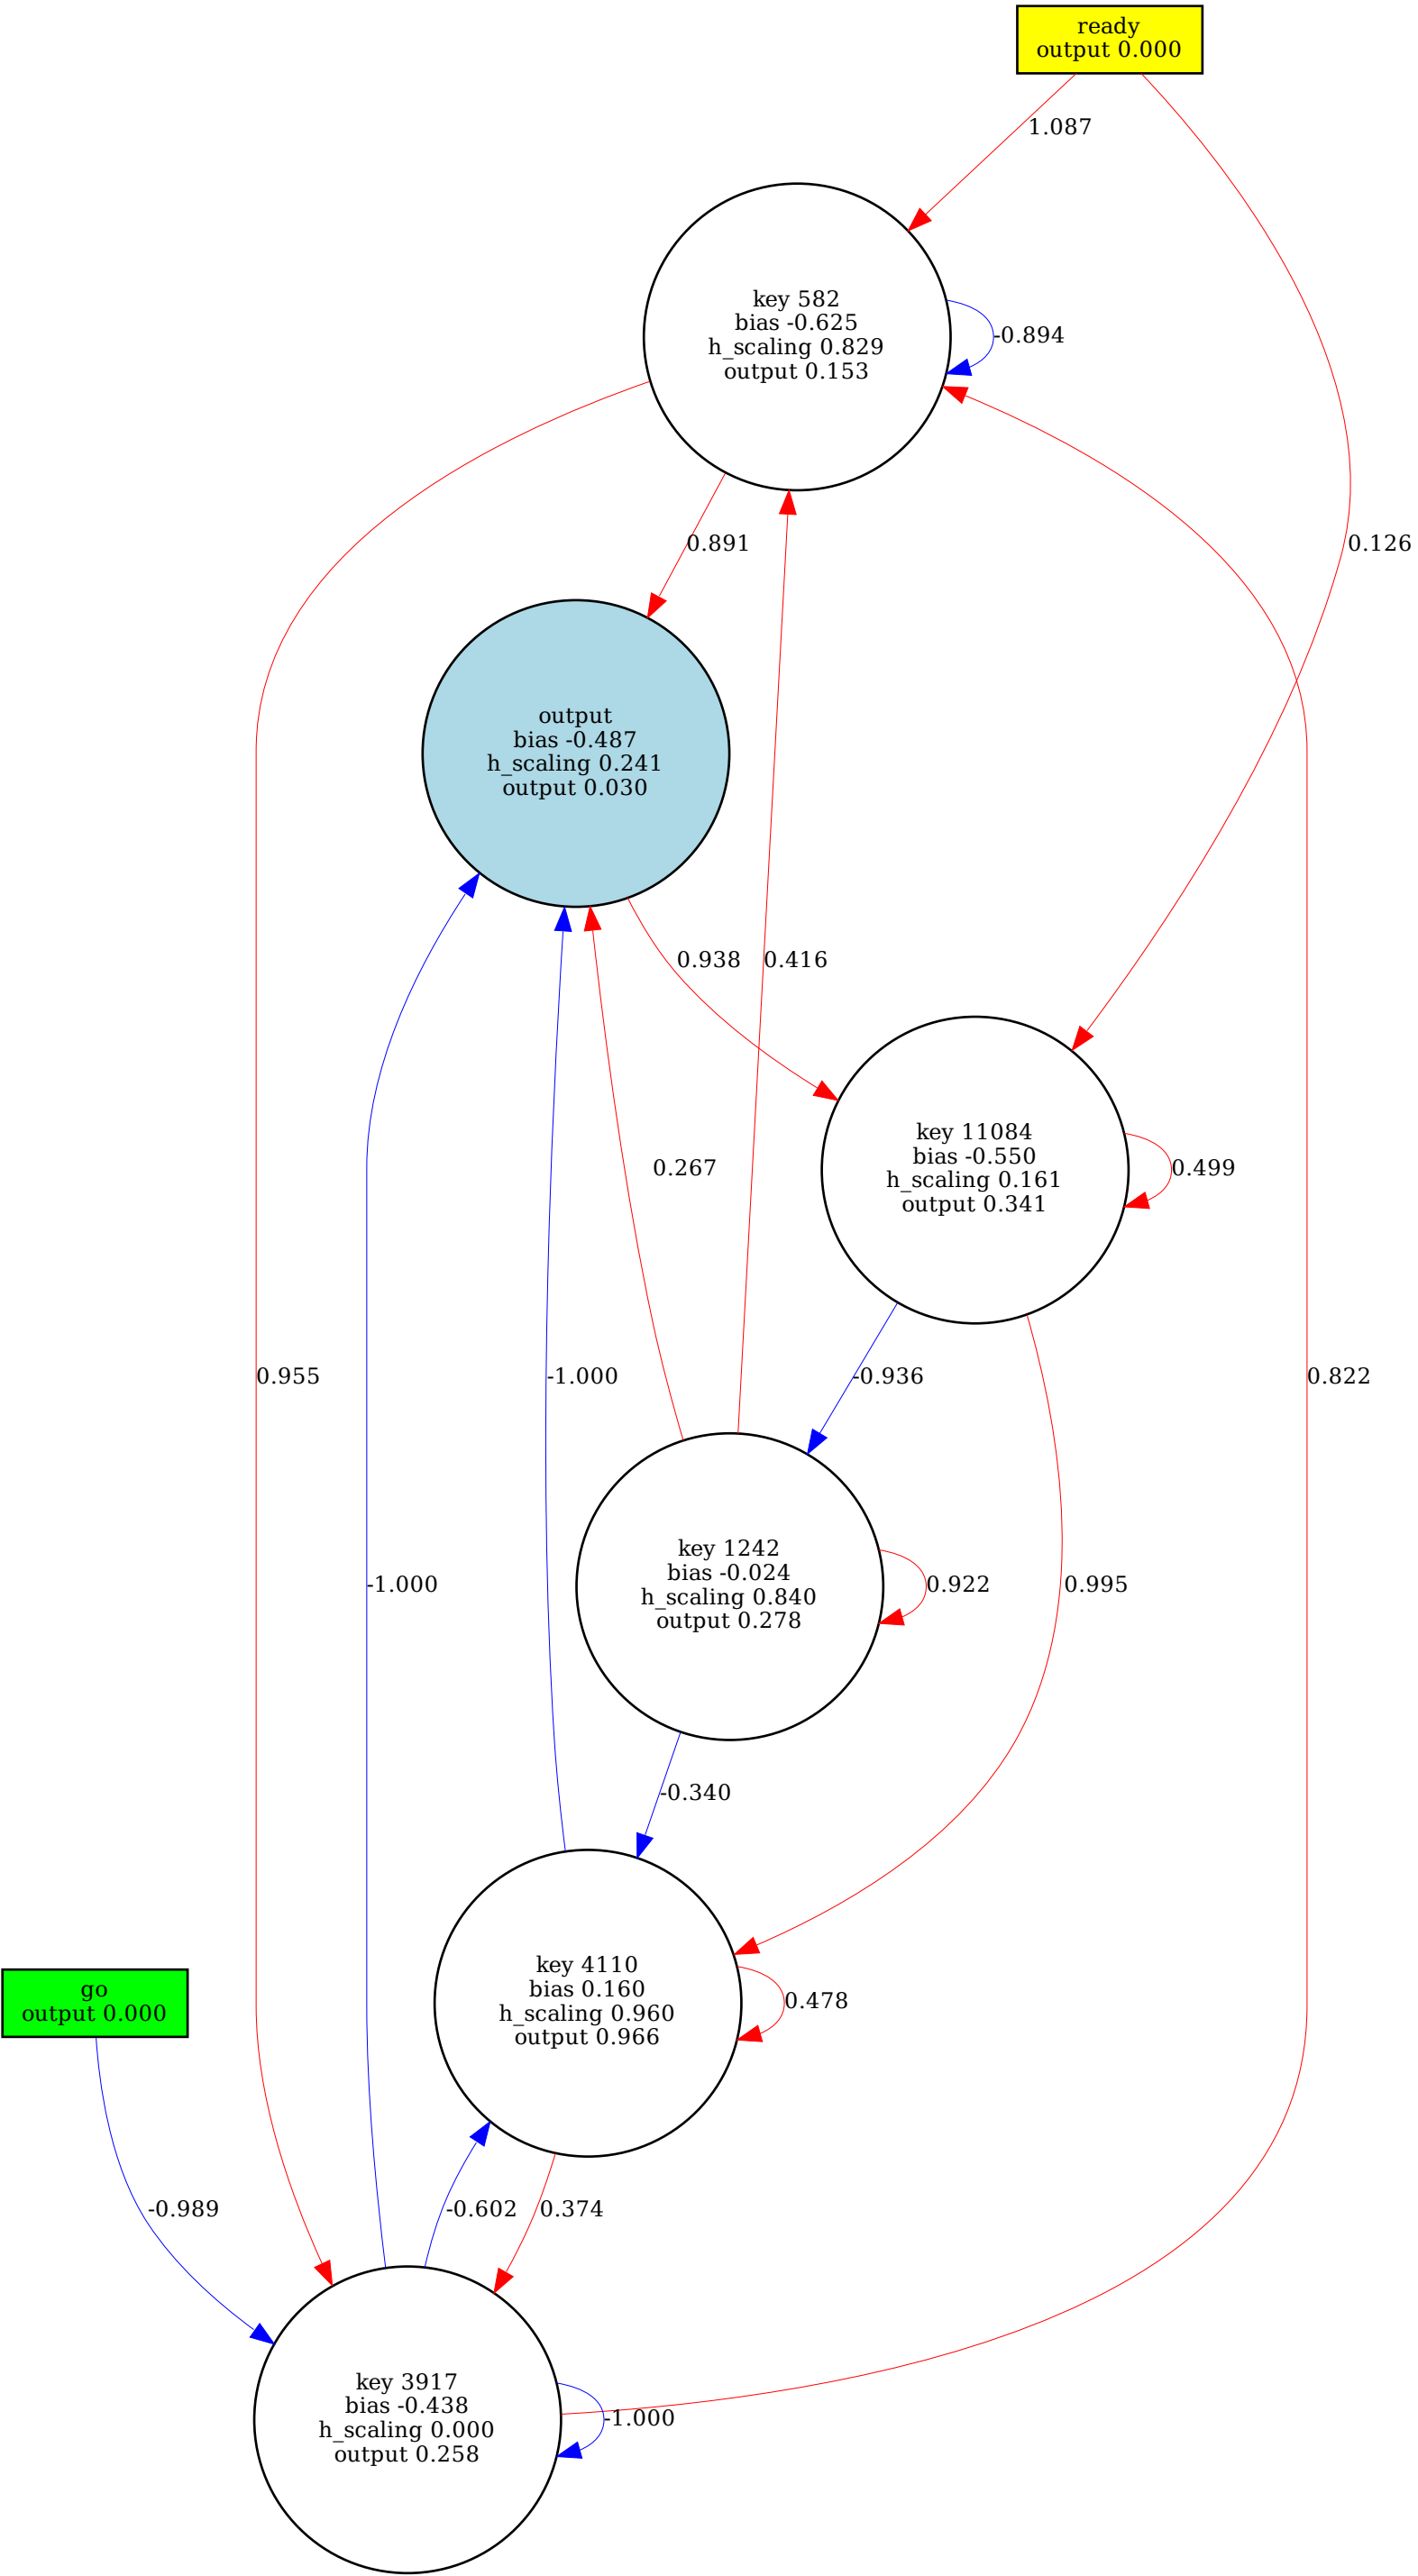 ready
output 0.000
1.087
key 582
bias -0.625
h_scaling 0.829
output 0.153
-0.894
0.891
0.126
output
bias -0.487
h_scaling 0.241
output 0.030
0.938
0.416
key 11084
bias -0.550
h_scaling 0.161
output 0.341
0.499
0.267
0.955
-1.000
-0.936
0.822
key 1242
bias -0.024
h_scaling 0.840
output 0.278
0.922
-1.000
0.995
-0.340
key 4110
bias 0.160
h_scaling 0.960
output 0.966
0.478
go
output 0.000
-0.989
-0.602
0.374
key 3917
bias -0.438
h_scaling 0.000
output 0.258
-1.000